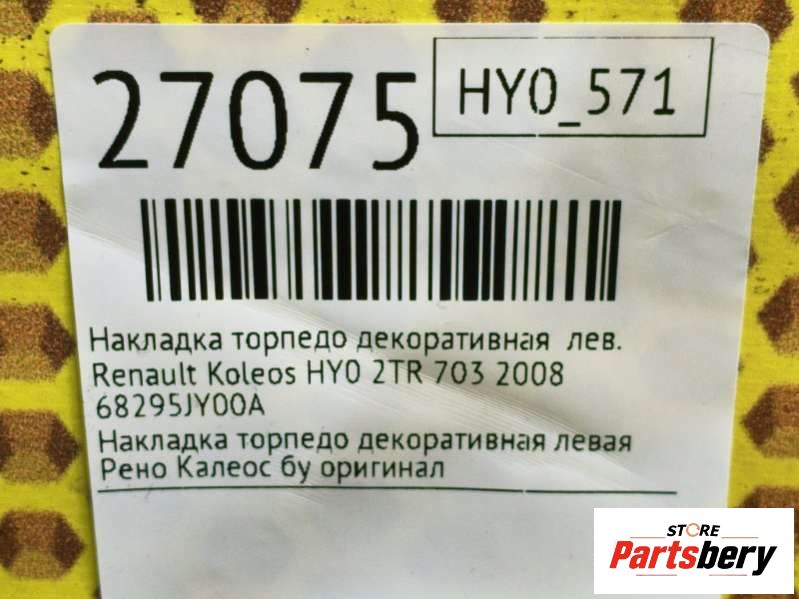 27075
HY0_571
Накладка торпедо декоративная лев.
Renault Koleos HY0 2TR 703 2008
68295JY00A
Накладка торпедо декоративная левая
Рено Калеос бу оригинал
STORE
Partsbery